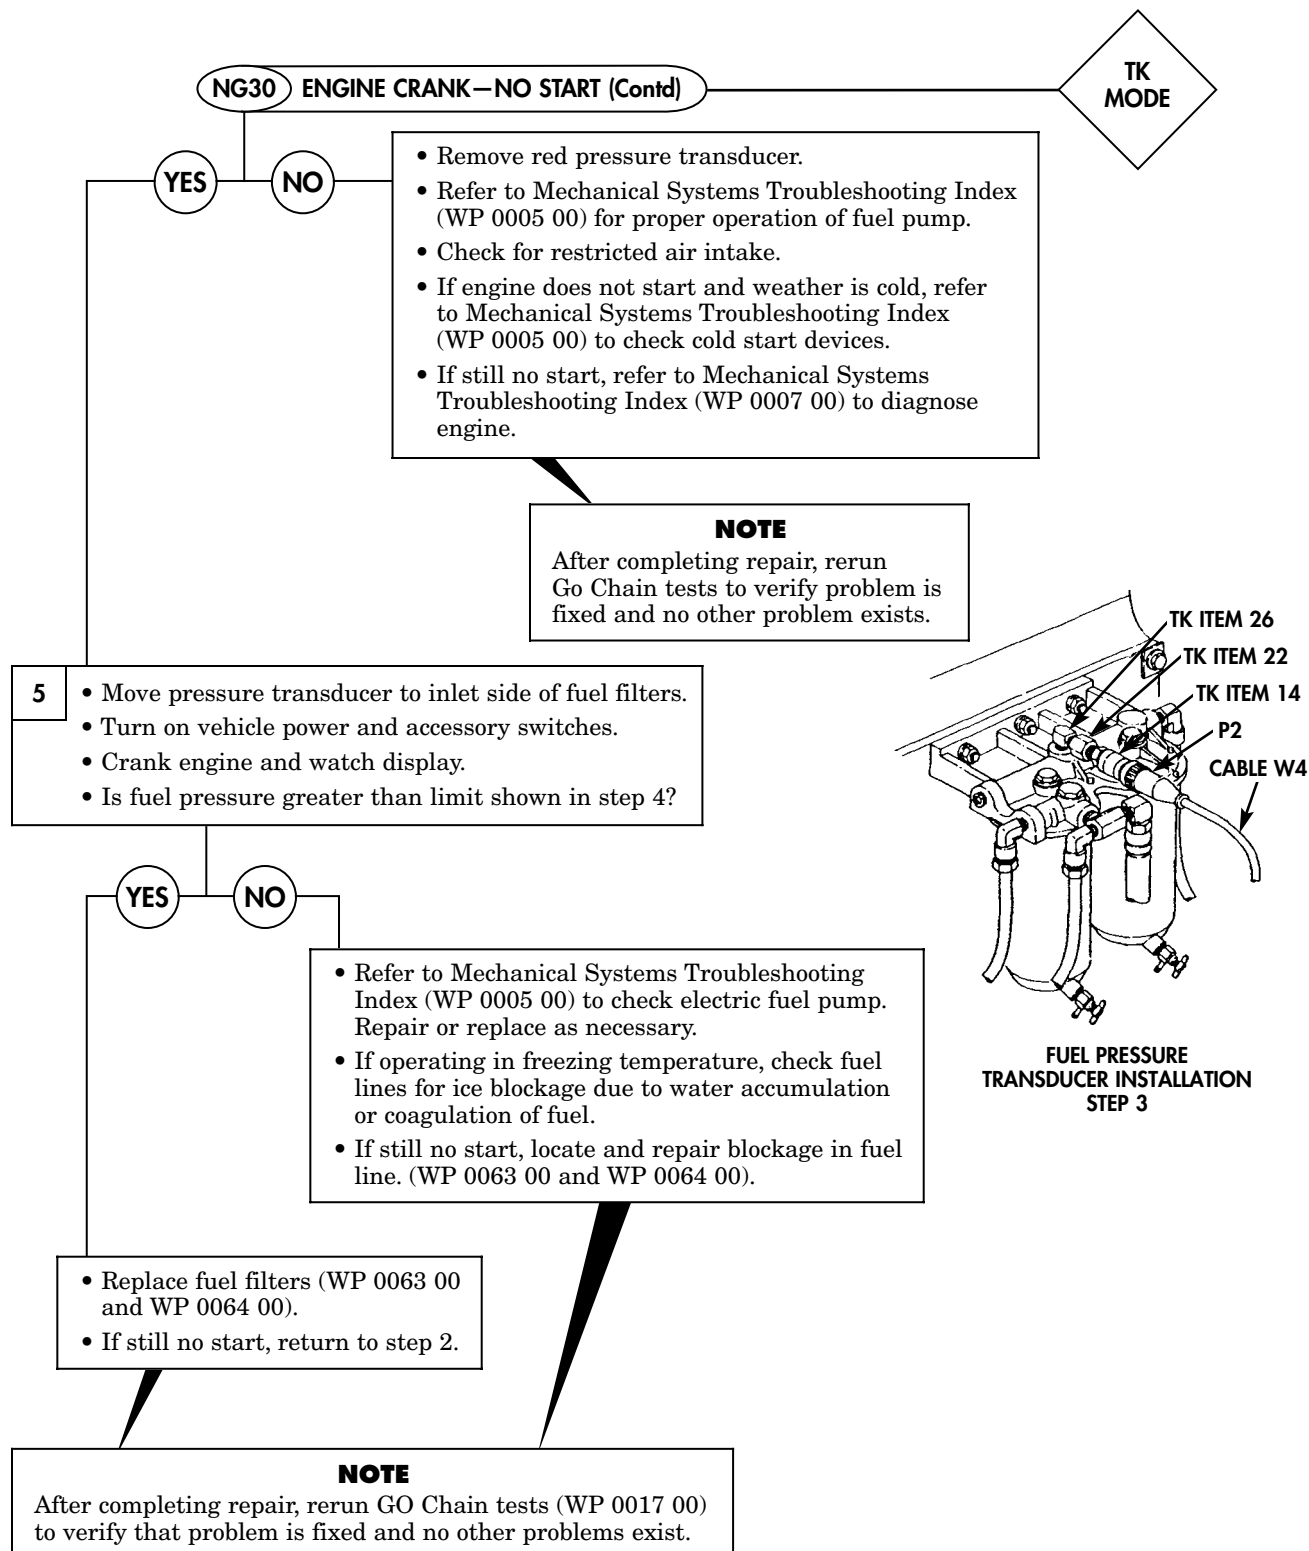 NG30 ENGINE CRANK—NO START (Contd)
TK
MODE
YES
NO
• Remove red pressure transducer.
• Refer to Mechanical Systems Troubleshooting Index
(WP 0005 00) for proper operation of fuel pump.
• Check for restricted air intake.
• If engine does not start and weather is cold, refer
to Mechanical Systems Troubleshooting Index
(WP 0005 00) to check cold start devices.
• If still no start, refer to Mechanical Systems
Troubleshooting Index (WP 0007 00) to diagnose
engine.
NOTE
After completing repair, rerun
Go Chain tests to verify problem is
fixed and no other problem exists.
5
• Move pressure transducer to inlet side of fuel filters.
• Turn on vehicle power and accessory switches.
• Crank engine and watch display.
• Is fuel pressure greater than limit shown in step 4?
TK ITEM 26
TK ITEM 22
TK ITEM 14
P2
CABLE W4
FUEL PRESSURE
TRANSDUCER INSTALLATION
STEP 3
YES
NO
• Refer to Mechanical Systems Troubleshooting
Index (WP 0005 00) to check electric fuel pump.
Repair or replace as necessary.
• If operating in freezing temperature, check fuel
lines for ice blockage due to water accumulation
or coagulation of fuel.
• If still no start, locate and repair blockage in fuel
line. (WP 0063 00 and WP 0064 00).
• Replace fuel filters (WP 0063 00
and WP 0064 00).
• If still no start, return to step 2.
NOTE
After completing repair, rerun GO Chain tests (WP 0017 00)
to verify that problem is fixed and no other problems exist.